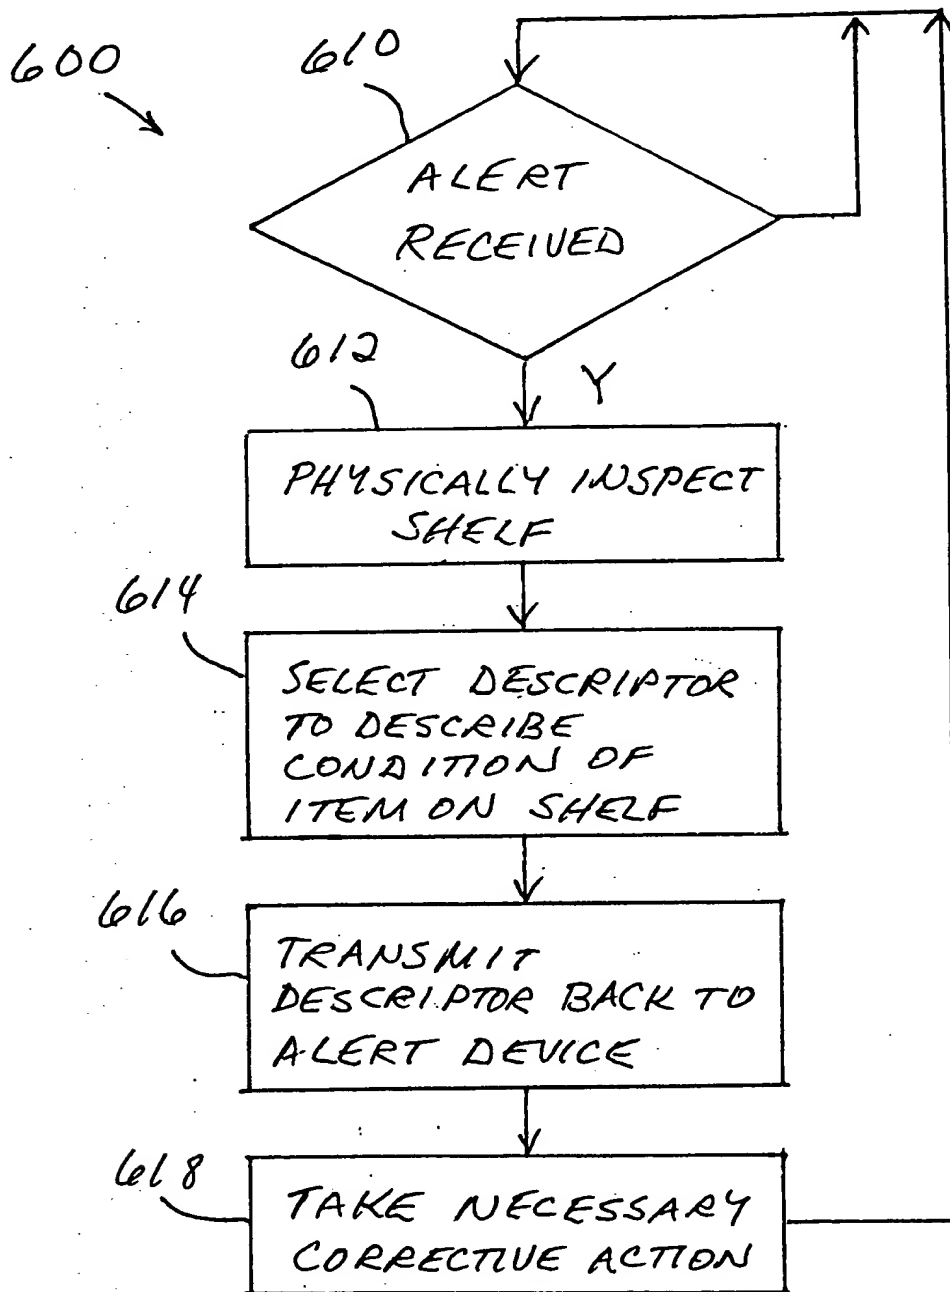 600
610
ALERT
RECEIVED
612
Y
PHYSICALLY INSPECT
SHELF
614
SELECT DESCRIPTOR
TO DESCRIBE
CONDITION OF
ITEM ON SHELF
616
TRANSMIT
DESCRIPTOR BACK TO
ALERT DEVICE
618
TAKE NECESSARY
CORRECTIVE ACTION